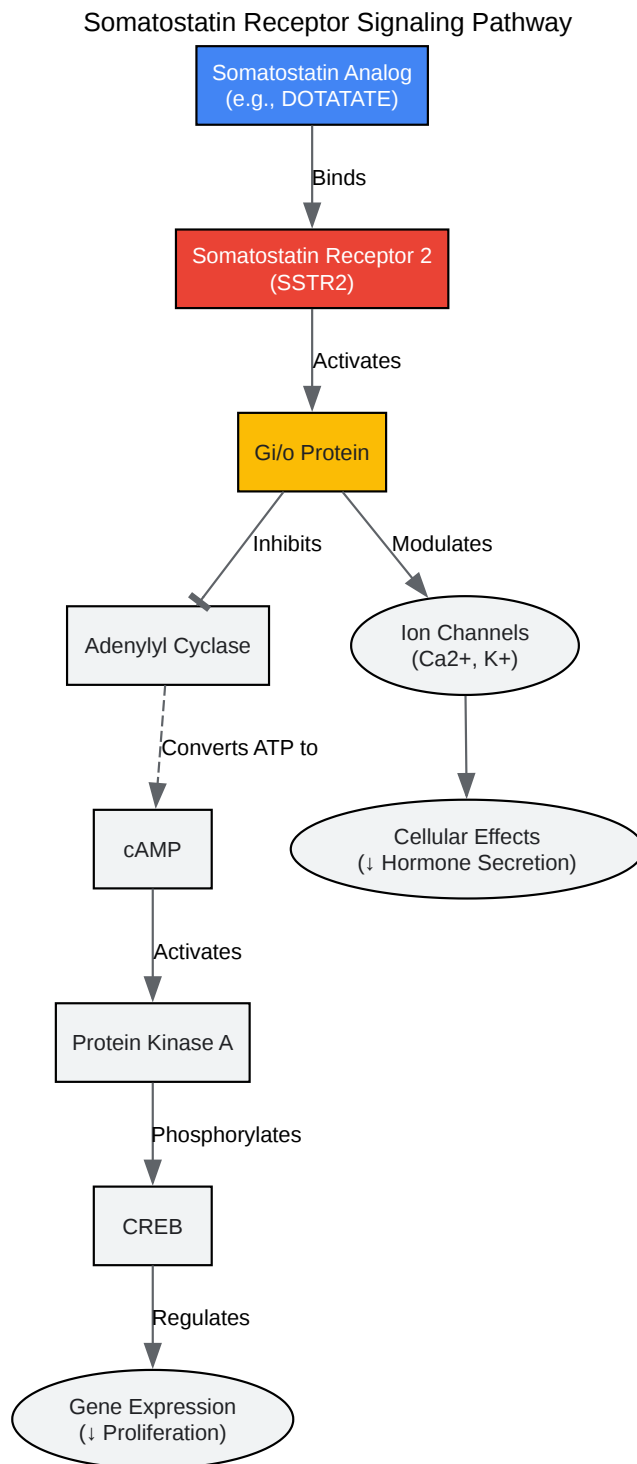 Somatostatin Receptor Signaling Pathway
Somatostatin Analog
(e.g., DOTATATE)
Binds
Somatostatin Receptor 2
(SSTR2)
Activates
Gi/o Protein
Inhibits
Modulates
Adenylyl Cyclase
Ion Channels
(Ca2+, K+)
Converts ATP to
cAMP
Cellular Effects
(↓ Hormone Secretion)
Activates
Protein Kinase A
Phosphorylates
CREB
Regulates
Gene Expression
(↓ Proliferation)